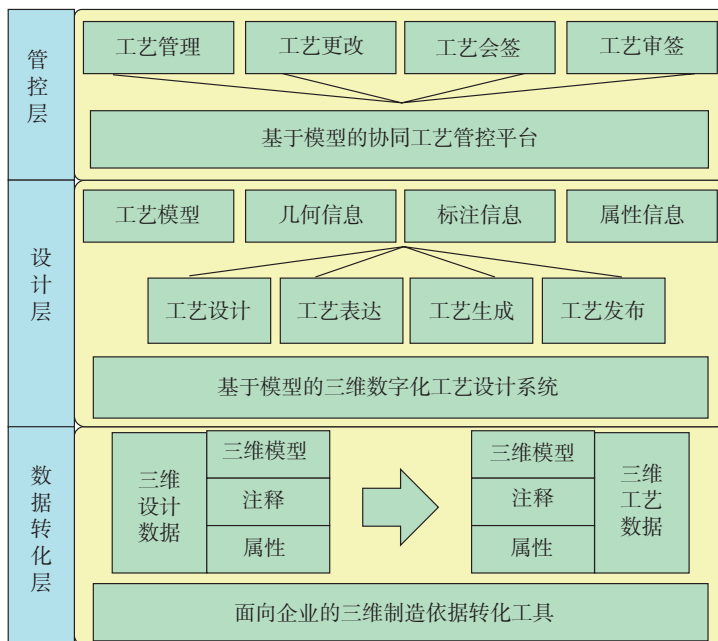 管控层
工艺管理
工艺更改
工艺会签
工艺审签
基于模型的协同工艺管控平台
设计层
工艺模型
几何信息
标注信息
属性信息
工艺设计
工艺表达
工艺生成
工艺发布
基于模型的三维数字化工艺设计系统
数据转化层
三维
设计
数据
三维模型
注释
属性
三维模型
注释
属性
三维
工艺
数据
面向企业的三维制造依据转化工具